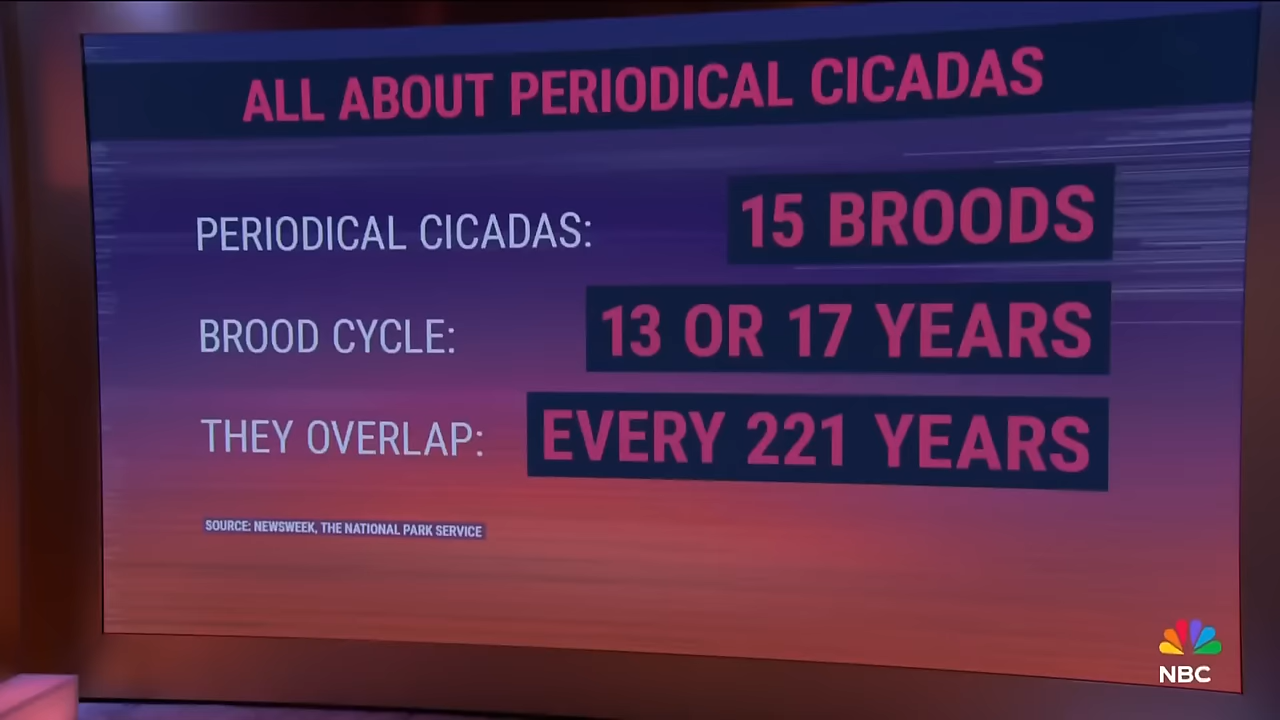 ALL ABOUT PERIODICAL CICADAS
PERIODICAL CICADAS: 15 BROODS
BROOD CYCLE: 13 OR 17 YEARS
THEY OVERLAP: EVERY 221 YEARS
SOURCE: NEWSWEEK, THE NATIONAL PARK SERVICE
NBC